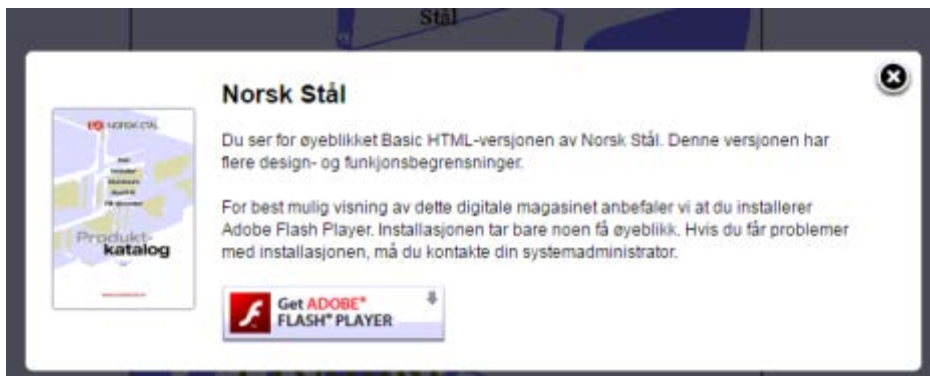 Stål
Norsk Stål
Du ser for øyeblikket Basic HTML-versjonen av Norsk Stål. Denne versjonen har
flere design- og funkjonsbegrensninger.
For best mulig visning av dette digitale magasinet anbefaler vi at du installerer
Adobe Flash Player. Installasjonen tar bare noen få øyeblikk. Hvis du får problemer
med installasjonen, må du kontakte din systemadministrator.
NORSK STÅL
Produkt-
katalog
Get ADOBE®
FLASH® PLAYER